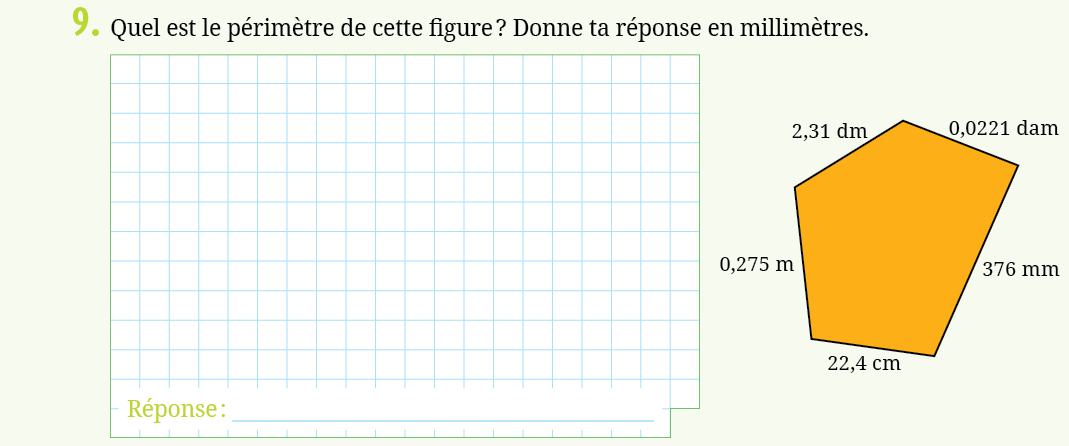 9. Quel est le périmètre de cette figure ? Donne ta réponse en millimètres.
2,31 dm
0,0221 dam
0,275 m
376 mm
22,4 cm
Réponse :